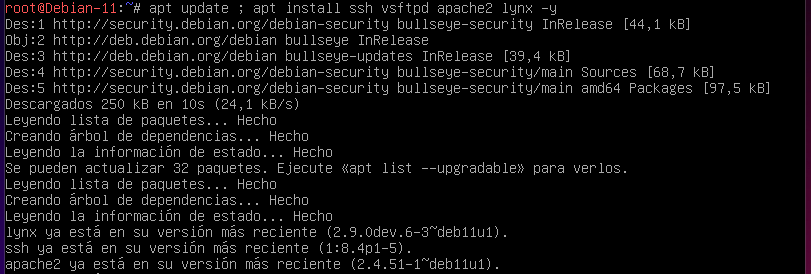 root@Debian-11:~# apt update ; apt install ssh vsftpd apache2 lynx -y
Des:1 http://security.debian.org/debian-security bullseye-security InRelease [44,1 kB]
Obj:2 http://deb.debian.org/debian bullseye InRelease
Des:3 http://deb.debian.org/debian bullseye-updates InRelease [39,4 kB]
Des:4 http://security.debian.org/debian-security bullseye-security/main Sources [68,7 kB]
Des:5 http://security.debian.org/debian-security bullseye-security/main amd64 Packages [97,5 kB]
Descargados 250 kB en 10s (24,1 kB/s)
Leyendo lista de paquetes... Hecho
Creando árbol de dependencias... Hecho
Leyendo la información de estado... Hecho
Se pueden actualizar 32 paquetes. Ejecute «apt list --upgradable» para verlos.
Leyendo lista de paquetes... Hecho
Creando árbol de dependencias... Hecho
Leyendo la información de estado... Hecho
lynx ya está en su versión más reciente (2.9.0dev.6-3~deb11u1).
ssh ya está en su versión más reciente (1:8.4p1-5).
apache2 ya está en su versión más reciente (2.4.51-1~deb11u1).